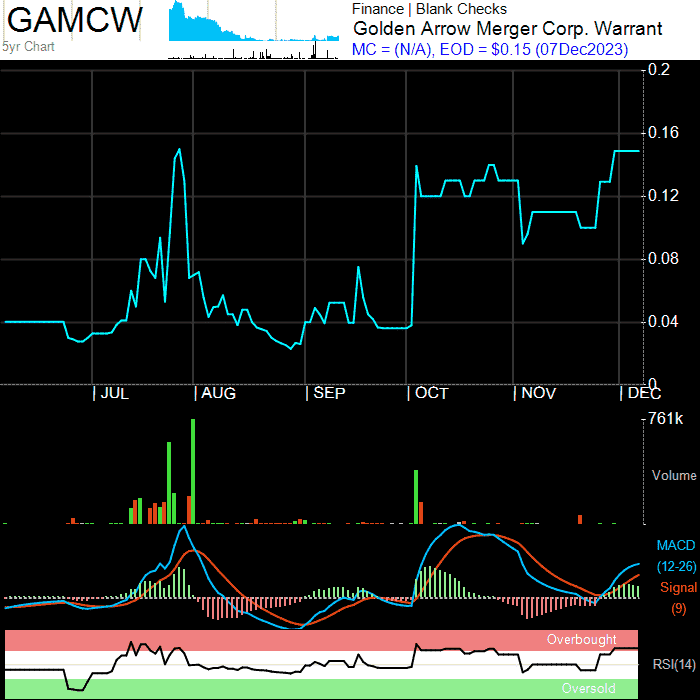 GAMCW
5yr Chart
Finance | Blank Checks
Golden Arrow Merger Corp. Warrant
MC = (N/A), EOD = $0.15 (07Dec2023)
0.2
0.16
0.12
0.08
0.04
0
JUL AUG SEP OCT NOV DEC
761k
Volume
MACD
(12-26)
Signal
(9)
Overbought
RSI(14)
Oversold